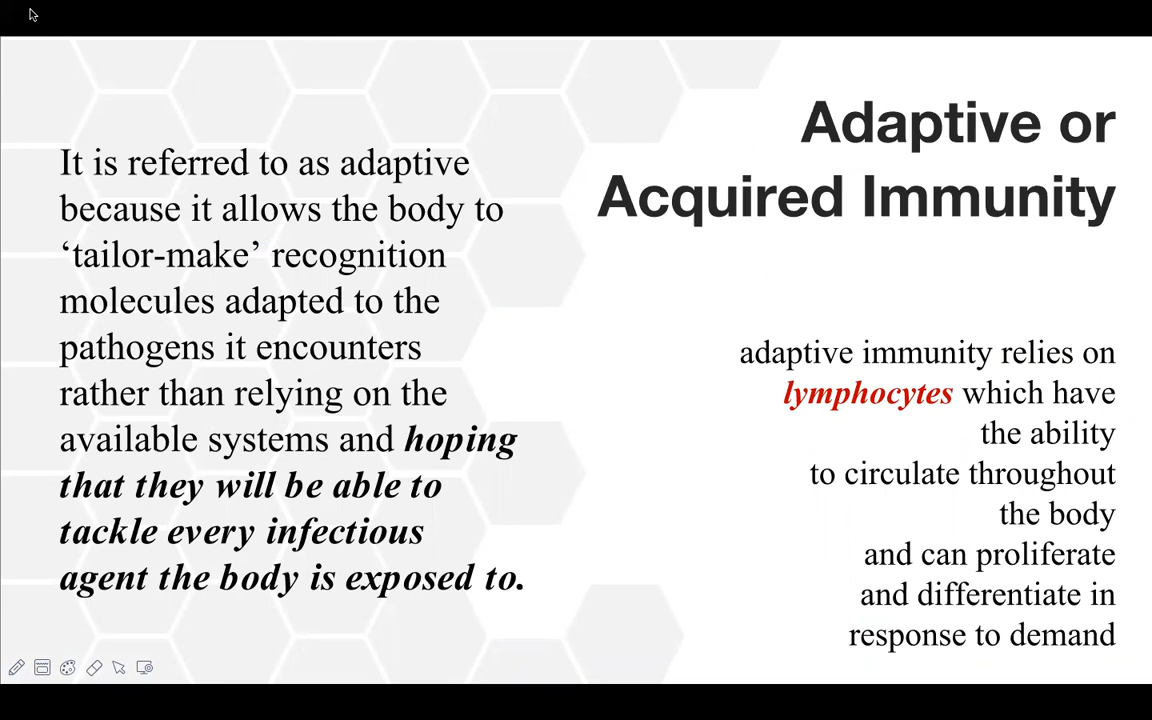 Adaptive or
Acquired Immunity
It is referred to as adaptive
because it allows the body to
‘tailor-make’ recognition
molecules adapted to the
pathogens it encounters
rather than relying on the
available systems and hoping
that they will be able to
tackle every infectious
agent the body is exposed to.
adaptive immunity relies on
lymphocytes which have
the ability
to circulate throughout
the body
and can proliferate
and differentiate in
response to demand